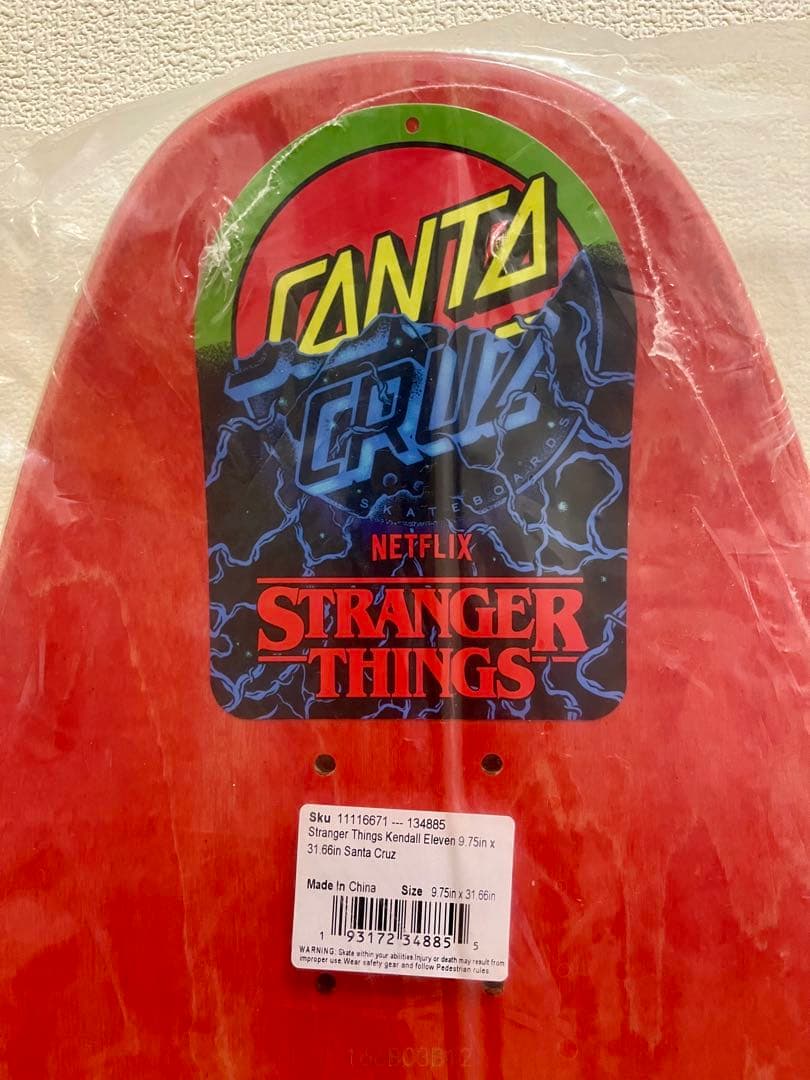 SANTA
CRUZ
SKATEBOARDS
NETFLIX
STRANGER
THINGS
Sku 11116671 --- 134885
Stranger Things Kendall Eleven 9.75in x
31.66in Santa Cruz
Made In China Size 9.75in x 31.66in
1 93172 34885 5
WARNING: Skate within your abilities.Injury or death may result from
improper use.Wear safety gear and follow Pedestrian rules